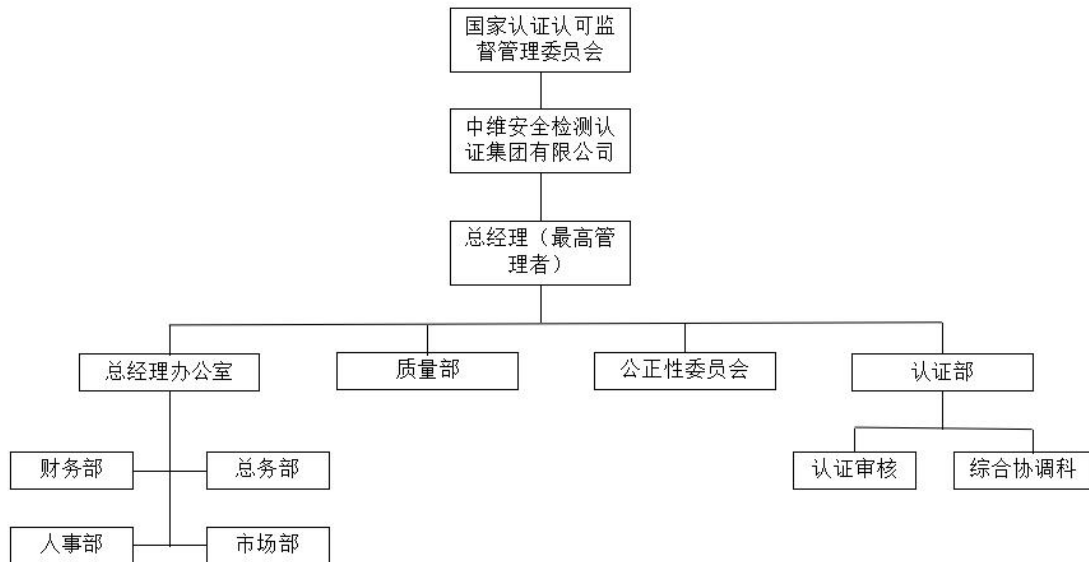 国家认证认可监
督管理委员会
中维安全检测认
证集团有限公司
总经理（最高管
理者）
总经理办公室
质量部
公正性委员会
认证部
财务部
总务部
认证审核
综合协调科
人事部
市场部